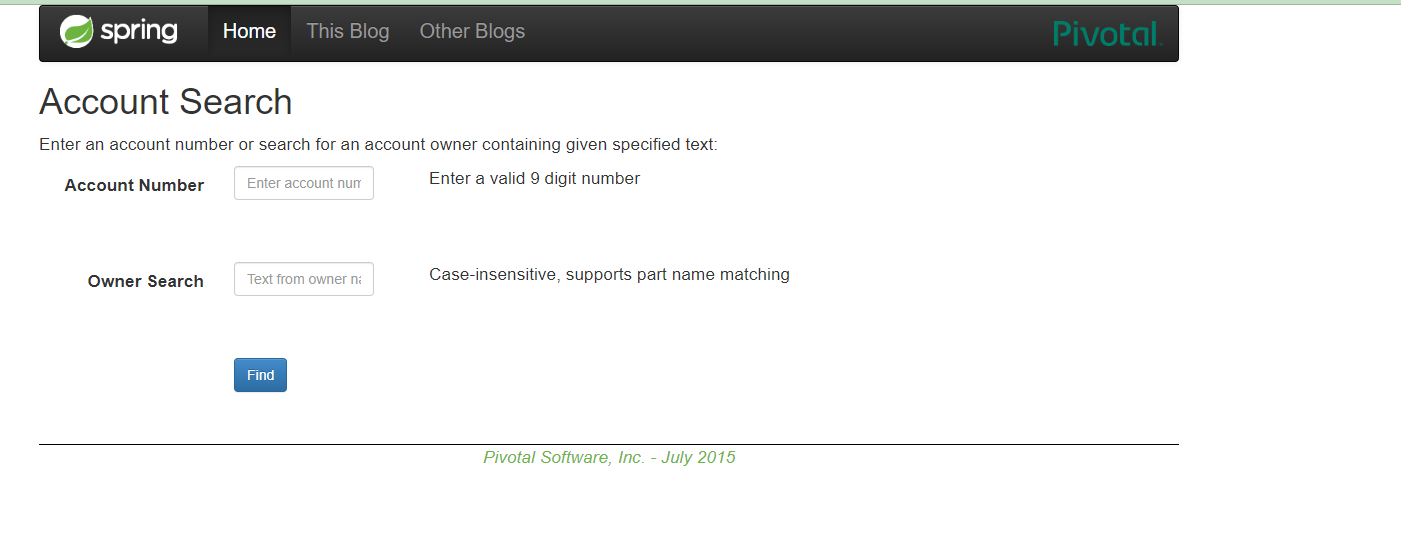 spring Home This Blog Other Blogs Pivotal
Account Search
Enter an account number or search for an account owner containing given specified text:
Account Number Enter account num Enter a valid 9 digit number
Owner Search Text from owner na Case-insensitive, supports part name matching
Find
Pivotal Software, Inc. - July 2015